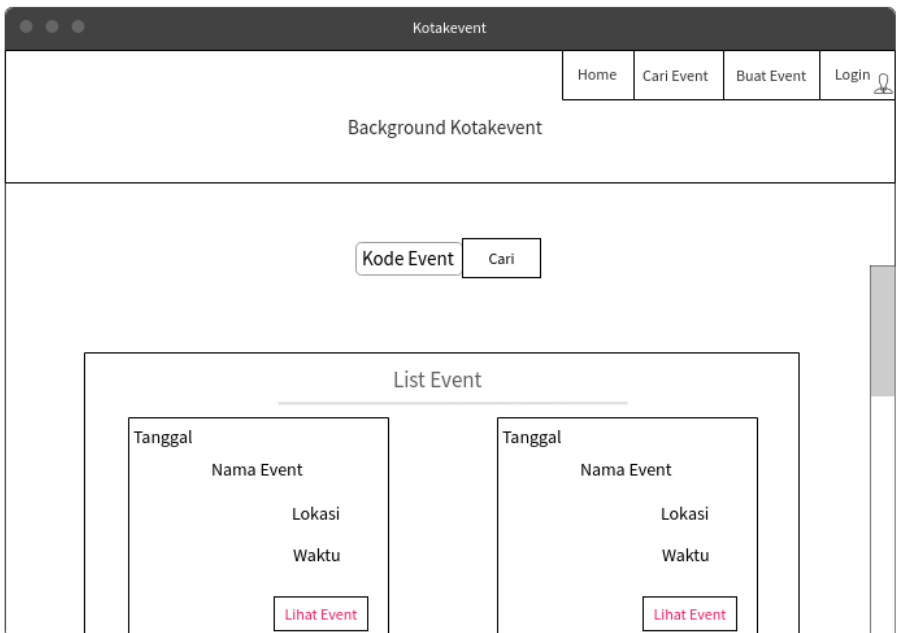 Kotakevent
Home Cari Event Buat Event Login
Background Kotakevent
Kode Event Cari
List Event
Tanggal
Nama Event
Lokasi
Waktu
Lihat Event
Tanggal
Nama Event
Lokasi
Waktu
Lihat Event